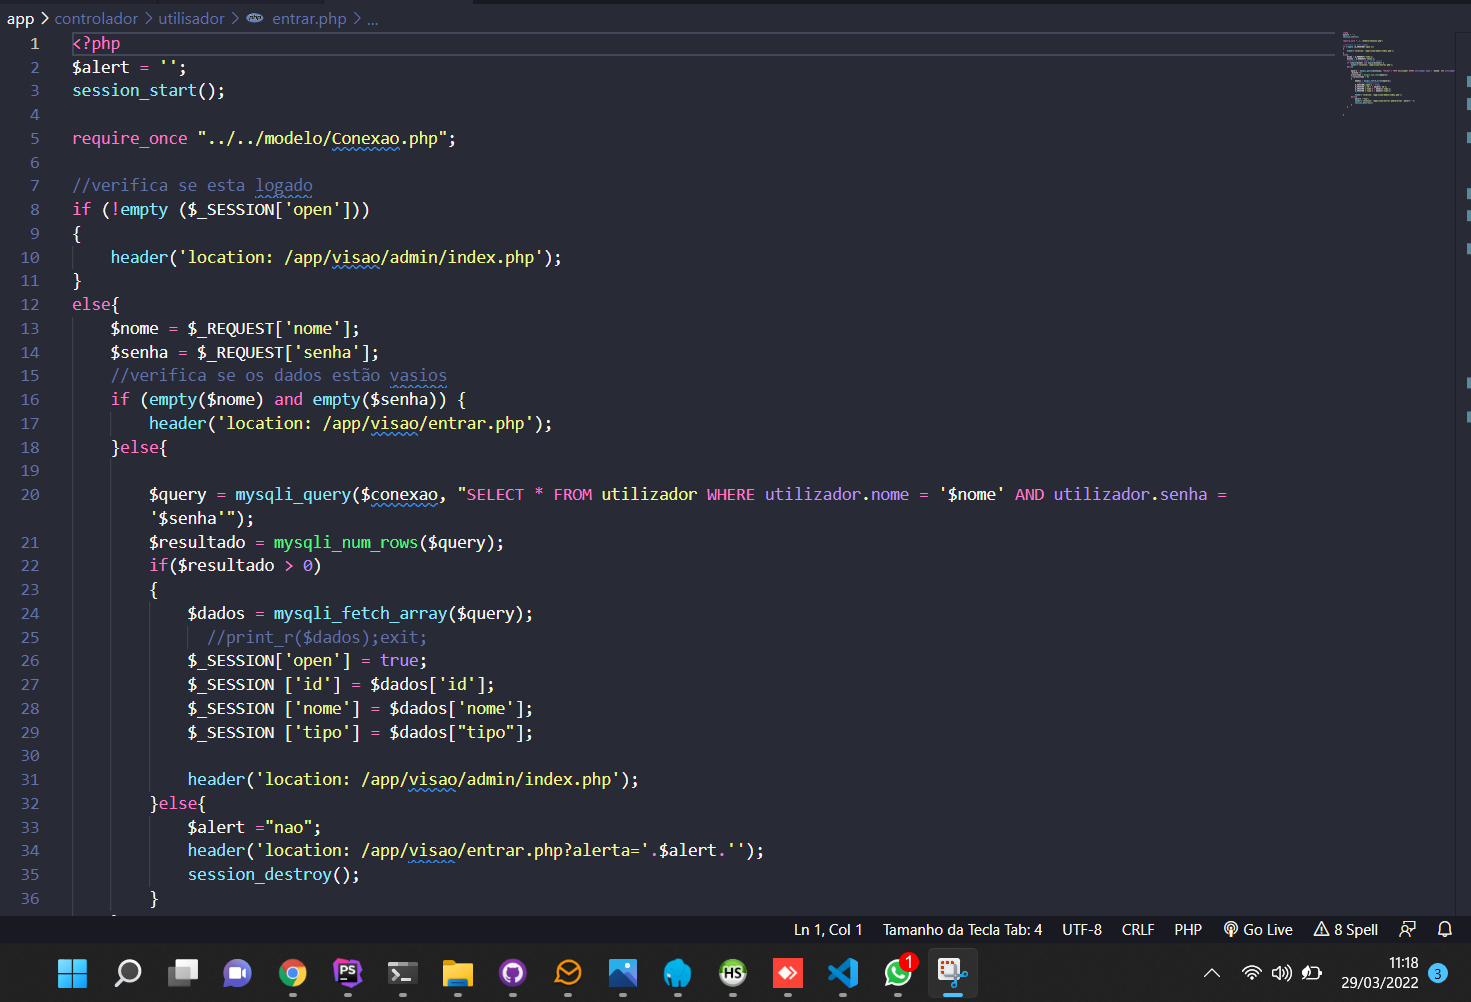 app > controlador > utilisador > php entrar.php > ...
1 <?php
2 $alert = '';
3 session_start();
4
5 require_once "../../modelo/Conexao.php";
6
7 //verifica se esta logado
8 if (!empty ($_SESSION['open']))
9 {
10 header('location: /app/visao/admin/index.php');
11 }
12 else{
13 $nome = $_REQUEST['nome'];
14 $senha = $_REQUEST['senha'];
15 //verifica se os dados estão vasios
16 if (empty($nome) and empty($senha)) {
17 header('location: /app/visao/entrar.php');
18 }else{
19
20 $query = mysqli_query($conexao, "SELECT * FROM utilizador WHERE utilizador.nome = '$nome' AND utilizador.senha =
'$senha'");
21 $resultado = mysqli_num_rows($query);
22 if($resultado > 0)
23 {
24 $dados = mysqli_fetch_array($query);
25 //print_r($dados);exit;
26 $_SESSION['open'] = true;
27 $_SESSION ['id'] = $dados['id'];
28 $_SESSION ['nome'] = $dados['nome'];
29 $_SESSION ['tipo'] = $dados["tipo"];
30
31 header('location: /app/visao/admin/index.php');
32 }else{
33 $alert ="nao";
34 header('location: /app/visao/entrar.php?alerta='.$alert.'');
35 session_destroy();
36 }
Ln 1, Col 1 Tamanho da Tecla Tab: 4 UTF-8 CRLF PHP Go Live 8 Spell
PS HS 1 11:18
29/03/2022 3